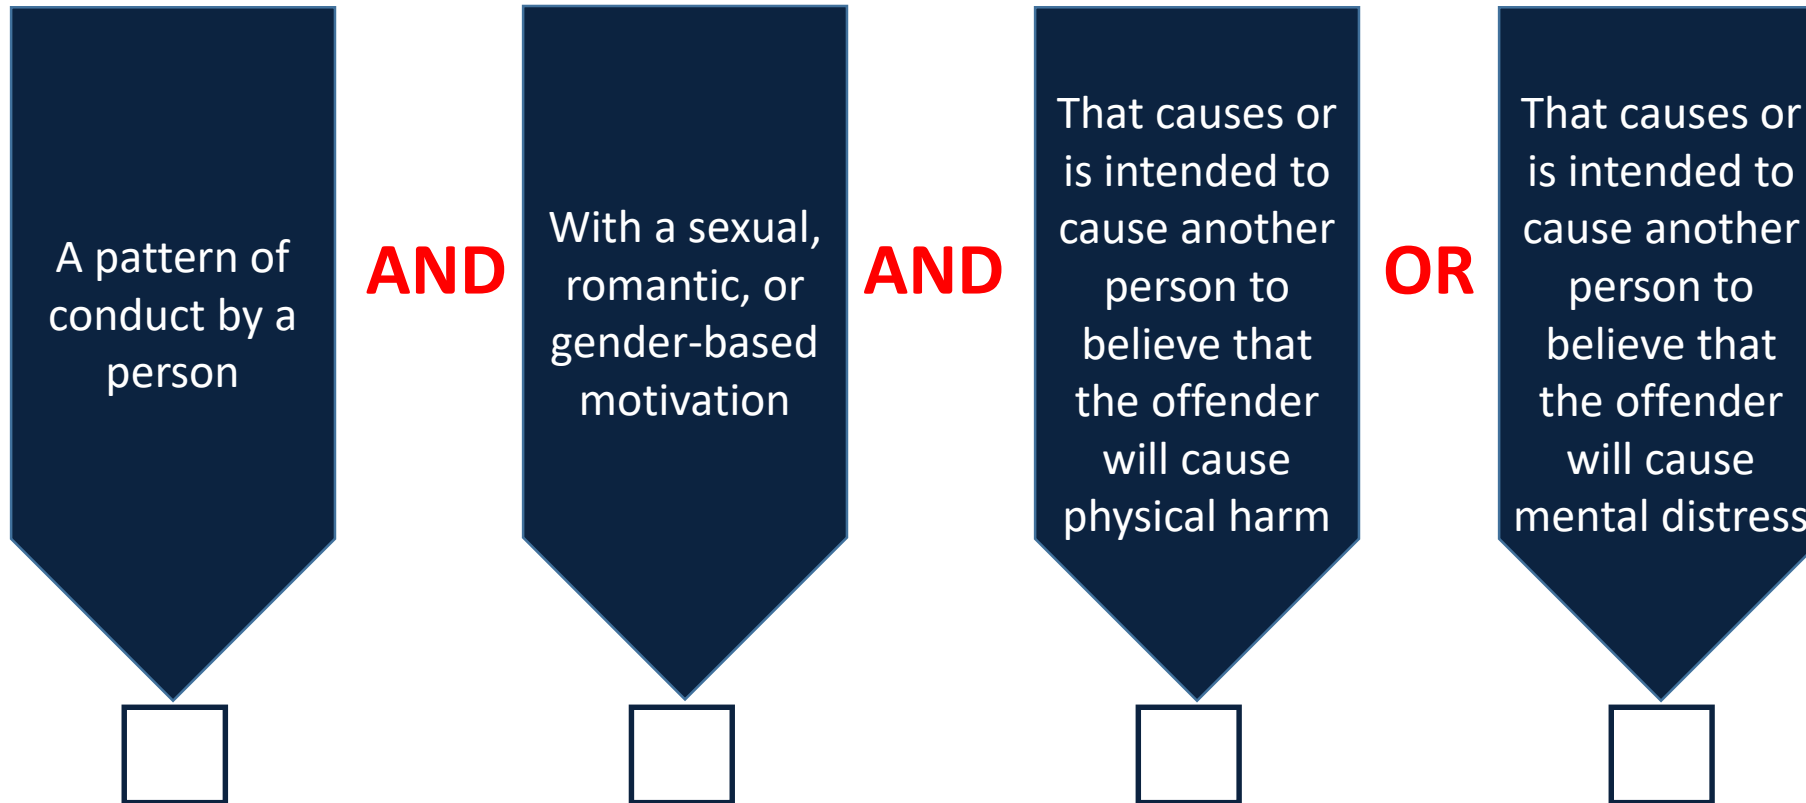 A pattern of
conduct by a
person
AND
With a sexual,
romantic, or
gender-based
motivation
AND
That causes or
is intended to
cause another
person to
believe that
the offender
will cause
physical harm
OR
That causes or
is intended to
cause another
person to
believe that
the offender
will cause
mental distress